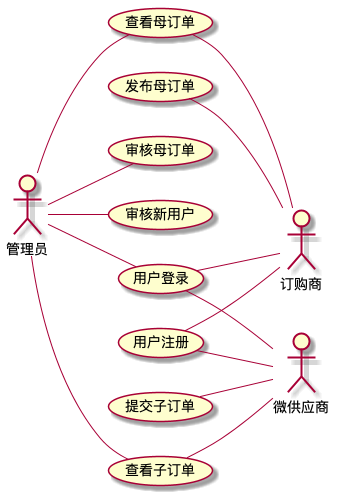 查看母订单
发布母订单
审核母订单
审核新用户
管理员
用户登录
订购商
用户注册
提交子订单
微供应商
查看子订单